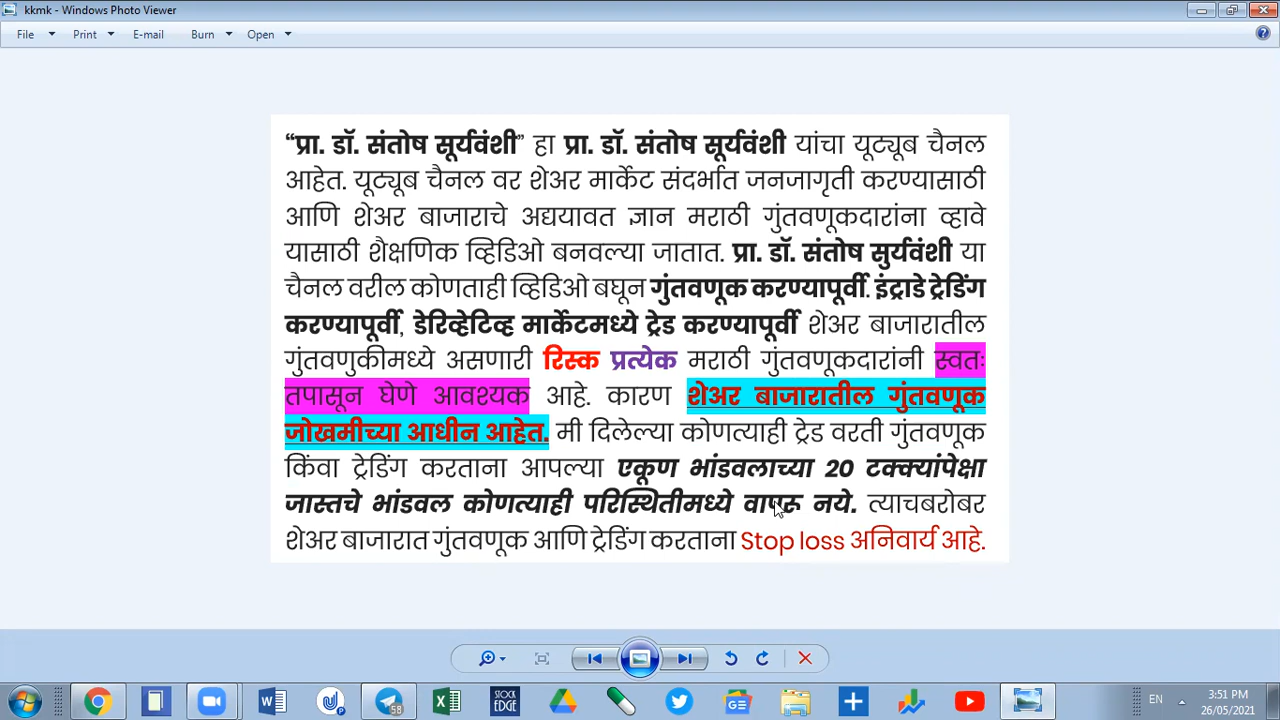 kkmk - Windows Photo Viewer
File Print E-mail Burn Open
“प्रा. डॉ. संतोष सूर्यवंशी” हा प्रा. डॉ. संतोष सूर्यवंशी यांचा यूट्यूब चैनल
आहेत. यूट्यूब चैनल वर शेअर मार्केट संदर्भात जनजागृती करण्यासाठी
आणि शेअर बाजाराचे अद्ययावत ज्ञान मराठी गुंतवणूकदारांना व्हावे
यासाठी शैक्षणिक व्हिडिओ बनवल्या जातात. प्रा. डॉ. संतोष सुर्यवंशी या
चैनल वरील कोणताही व्हिडिओ बघून गुंतवणूक करण्यापूर्वी. इंट्राडे ट्रेडिंग
करण्यापूर्वी, डेरिव्हेटिव्ह मार्केटमध्ये ट्रेड करण्यापूर्वी शेअर बाजारातील
गुंतवणुकीमध्ये असणारी रिस्क प्रत्येक मराठी गुंतवणूकदारांनी स्वतः
तपासून घेणे आवश्यक आहे. कारण शेअर बाजारातील गुंतवणूक
जोखमीच्या आधीन आहेत. मी दिलेल्या कोणत्याही ट्रेड वरती गुंतवणूक
किंवा ट्रेडिंग करताना आपल्या एकूण भांडवलाच्या 20 टक्क्यांपेक्षा
जास्तचे भांडवल कोणत्याही परिस्थितीमध्ये वापरू नये. त्याचबरोबर
शेअर बाजारात गुंतवणूक आणि ट्रेडिंग करताना Stop loss अनिवार्य आहे.
STOCK EDGE
58
EN
3:51 PM
26/05/2021